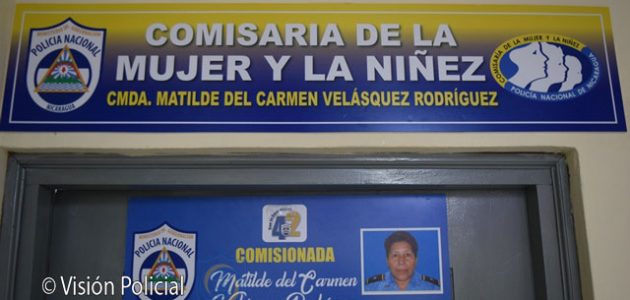 COMISARIA DE LA
MUJER Y LA NIÑEZ
CMDA. MATILDE DEL CARMEN VELÁSQUEZ RODRÍGUEZ
POLICIA NACIONAL
NICARAGUA
COMISARIA DE LA MUJER Y LA NIÑEZ
POLICIA NACIONAL DE NICARAGUA
42
POLICIA NACIONAL
COMISIONADA
Matilde del Carmen
© Visión Policial